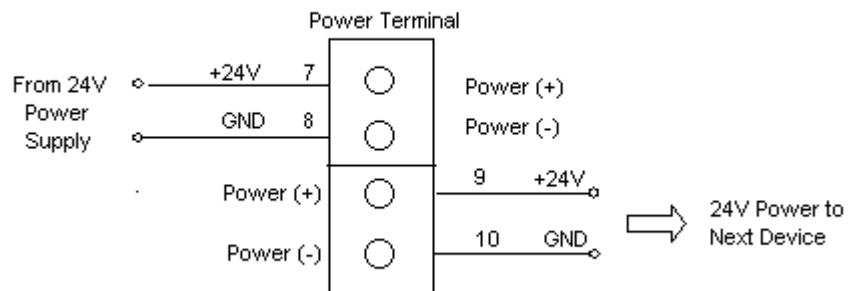 Power Terminal
From 24V
Power
Supply
+24V 7
GND 8
Power (+)
Power (-)
Power (+)
Power (-)
9 +24V
10 GND
24V Power to
Next Device